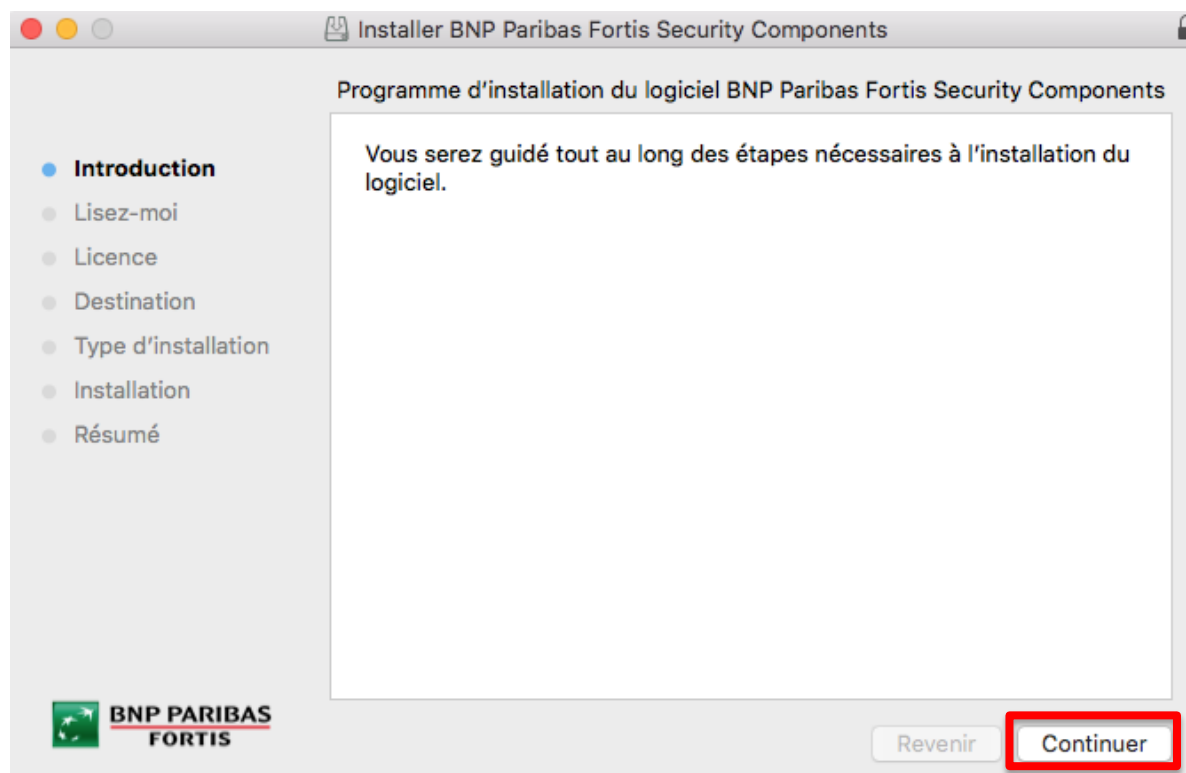 Installer BNP Paribas Fortis Security Components
Programme d'installation du logiciel BNP Paribas Fortis Security Components
Introduction
Lisez-moi
Licence
Destination
Type d'installation
Installation
Résumé
Vous serez guidé tout au long des étapes nécessaires à l'installation du
logiciel.
BNP PARIBAS
FORTIS
Revenir
Continuer